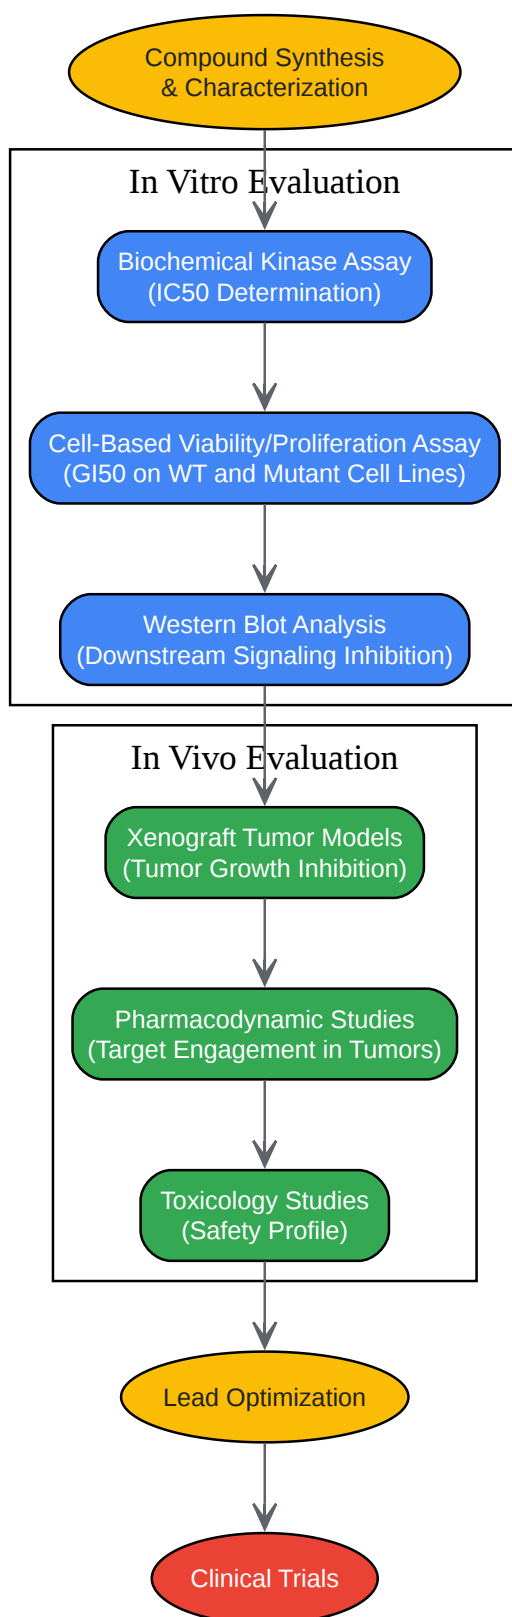 Compound Synthesis
& Characterization
In Vitro Evaluation
Biochemical Kinase Assay
(IC50 Determination)
Cell-Based Viability/Proliferation Assay
(GI50 on WT and Mutant Cell Lines)
Western Blot Analysis
(Downstream Signaling Inhibition)
In Vivo Evaluation
Xenograft Tumor Models
(Tumor Growth Inhibition)
Pharmacodynamic Studies
(Target Engagement in Tumors)
Toxicology Studies
(Safety Profile)
Lead Optimization
Clinical Trials